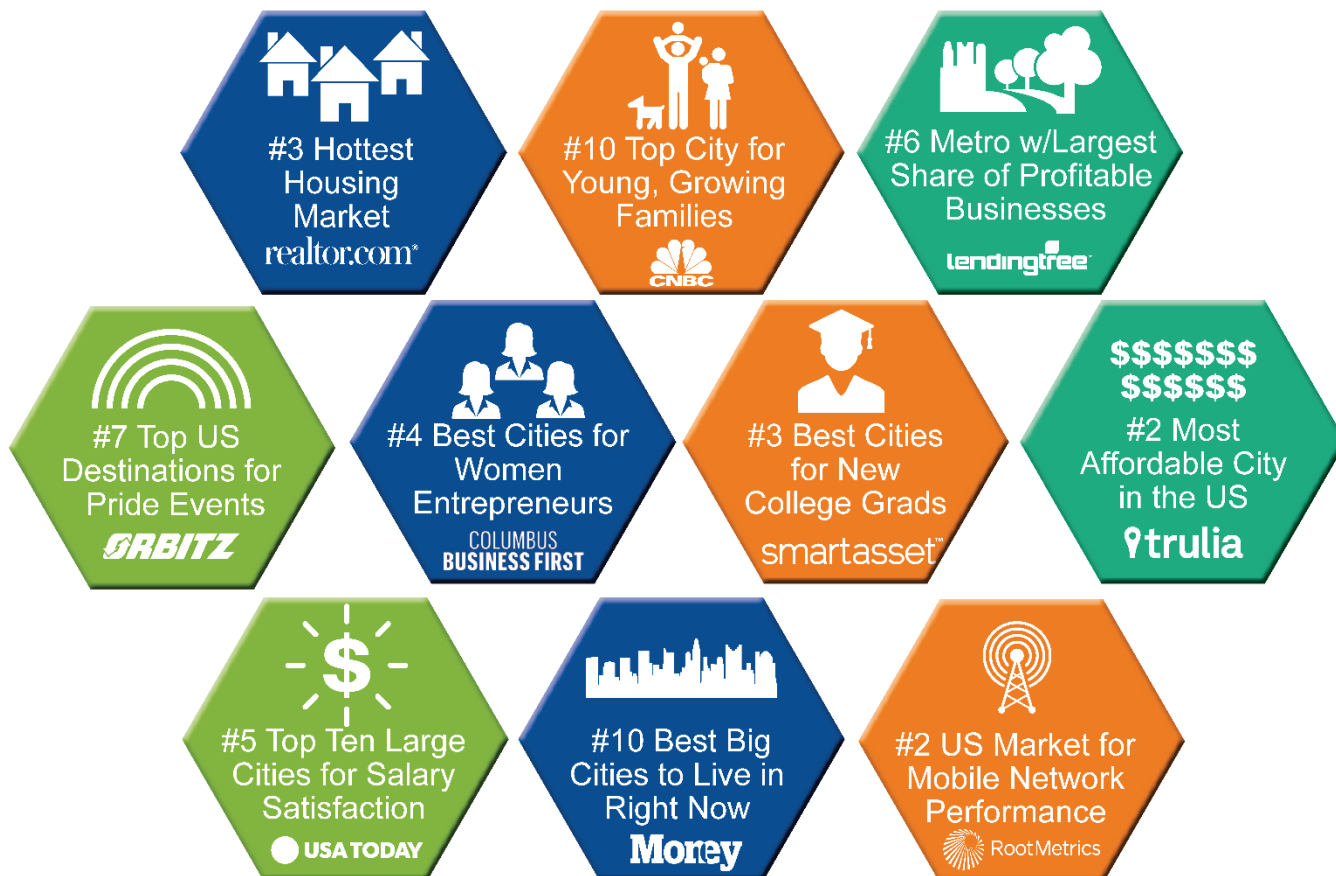 #3 Hottest
Housing
Market
realtor.com®
#10 Top City for
Young, Growing
Families
CNBC
#6 Metro w/Largest
Share of Profitable
Businesses
lendingtree®
#7 Top US
Destinations for
Pride Events
ORBITZ
#4 Best Cities for
Women
Entrepreneurs
COLUMBUS
BUSINESS FIRST
#3 Best Cities
for New
College Grads
smartasset™
$$$$$$$
$$$$$$
#2 Most
Affordable City
in the US
trulia
$
#5 Top Ten Large
Cities for Salary
Satisfaction
USA TODAY
#10 Best Big
Cities to Live in
Right Now
Money
#2 US Market for
Mobile Network
Performance
RootMetrics